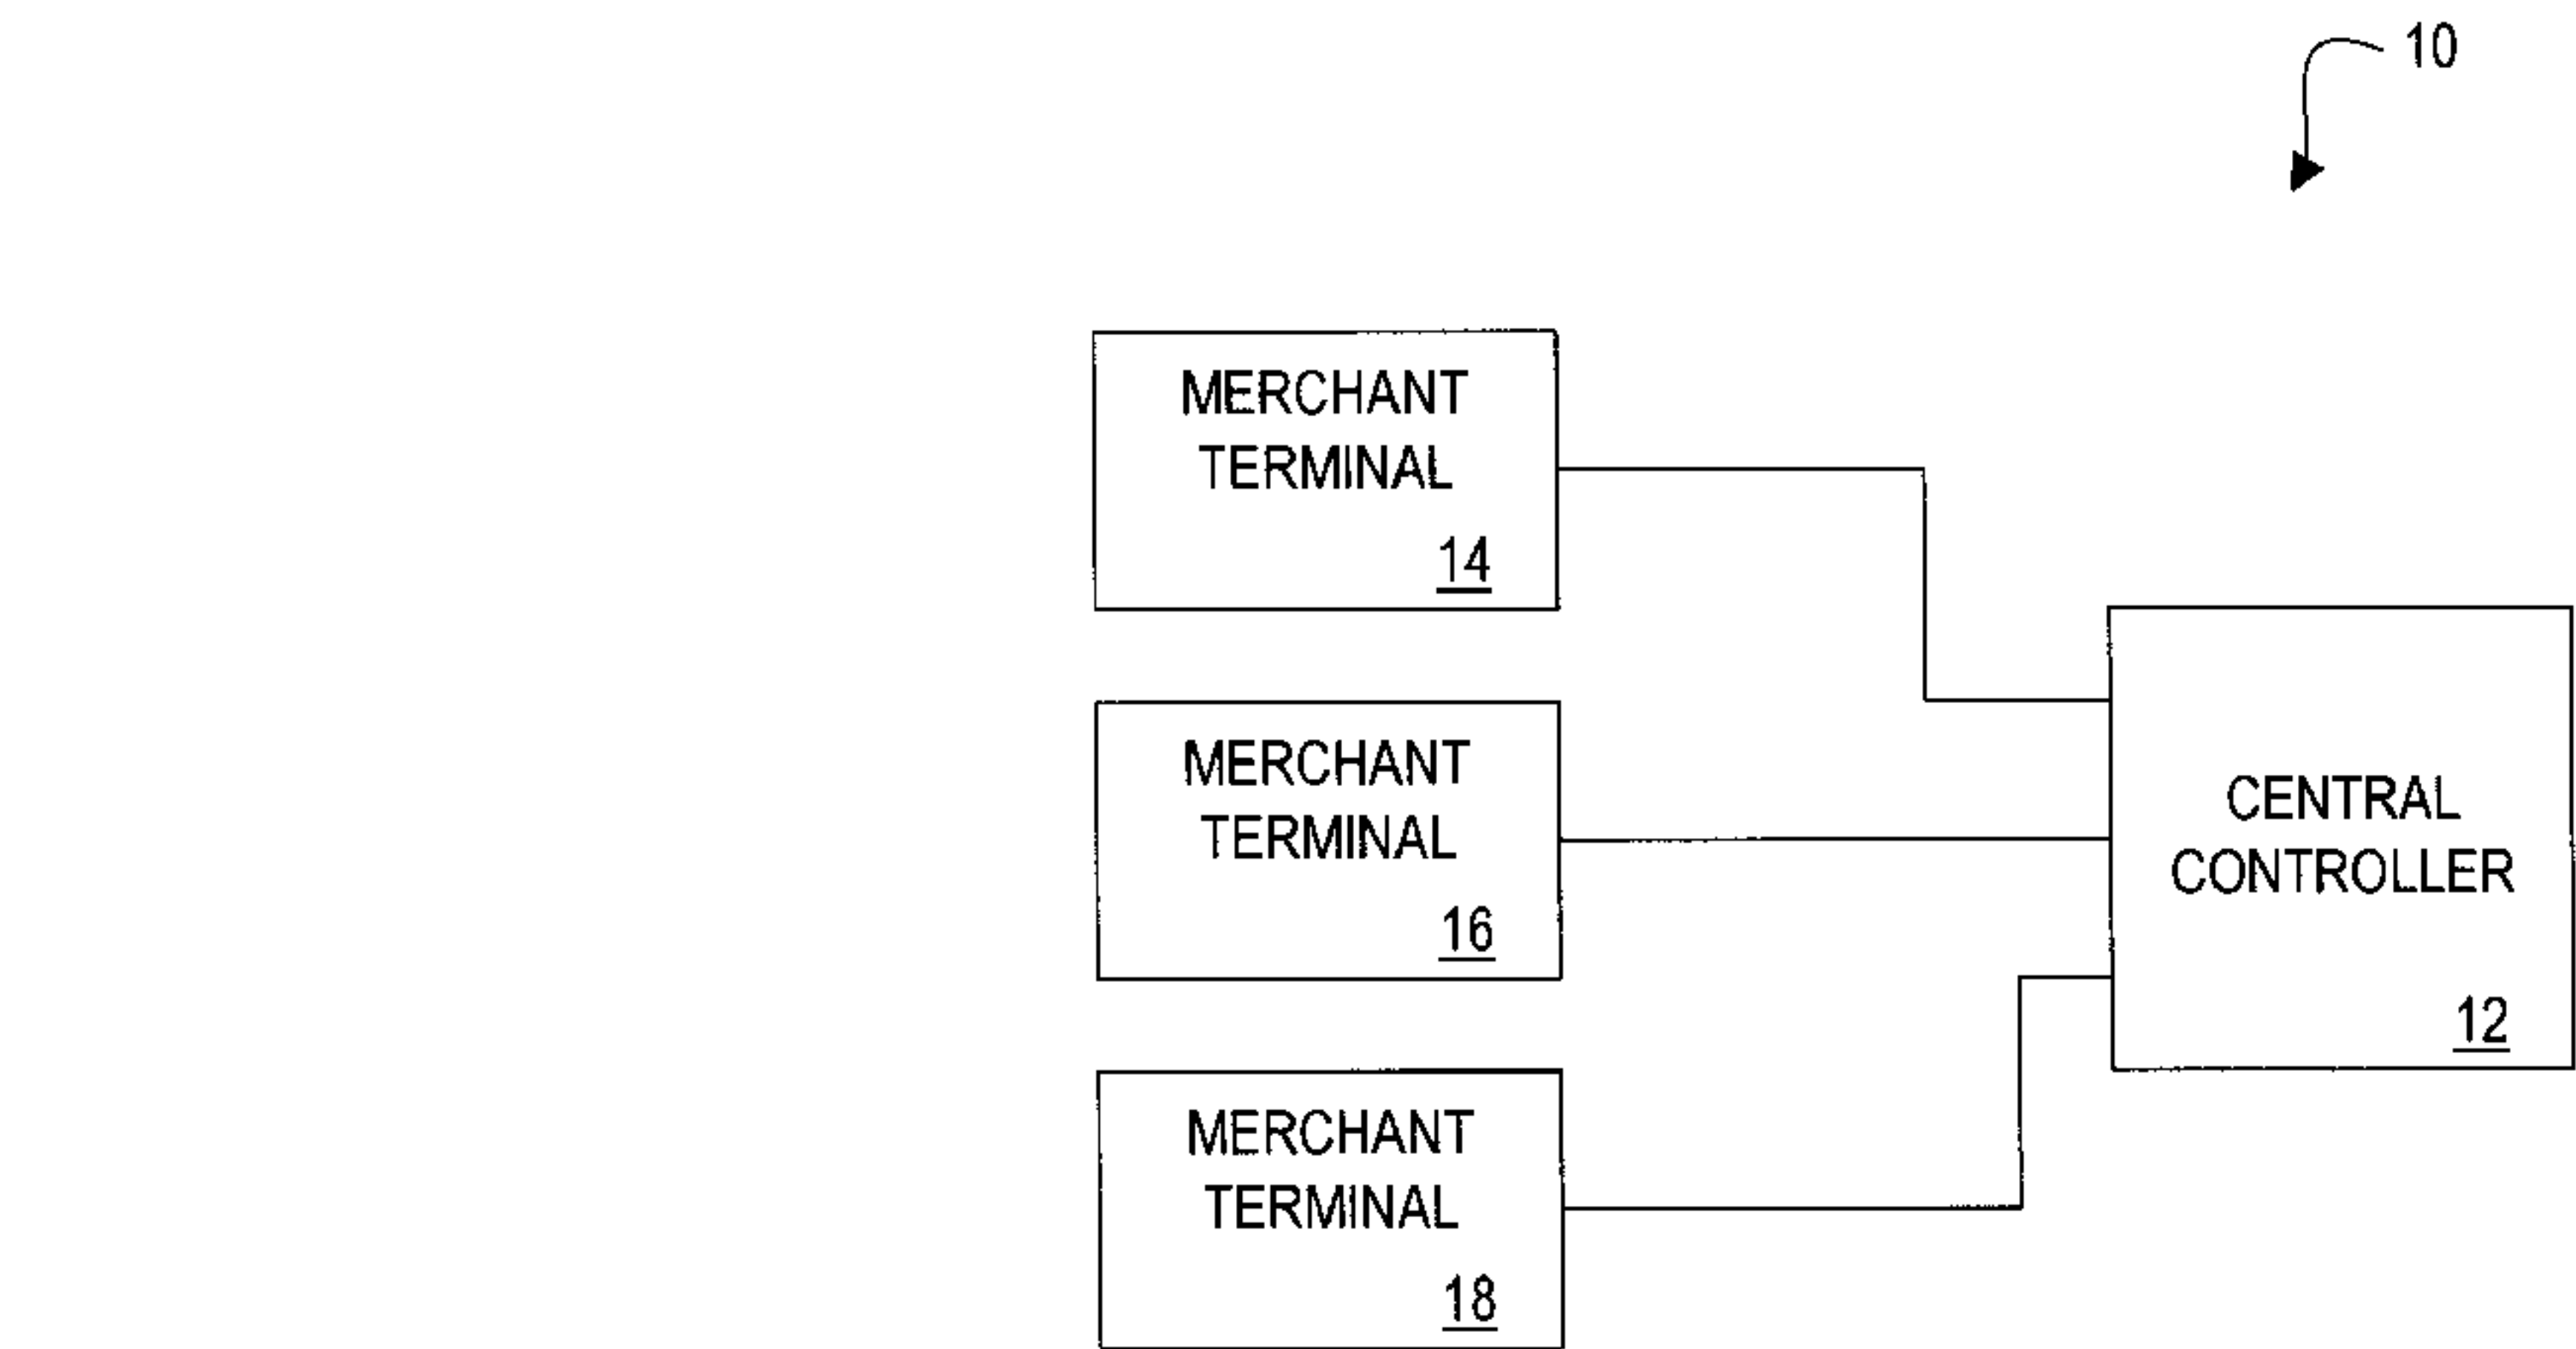 10
MERCHANT
TERMINAL
14
MERCHANT
TERMINAL
16
CENTRAL
CONTROLLER
12
MERCHANT
TERMINAL
18